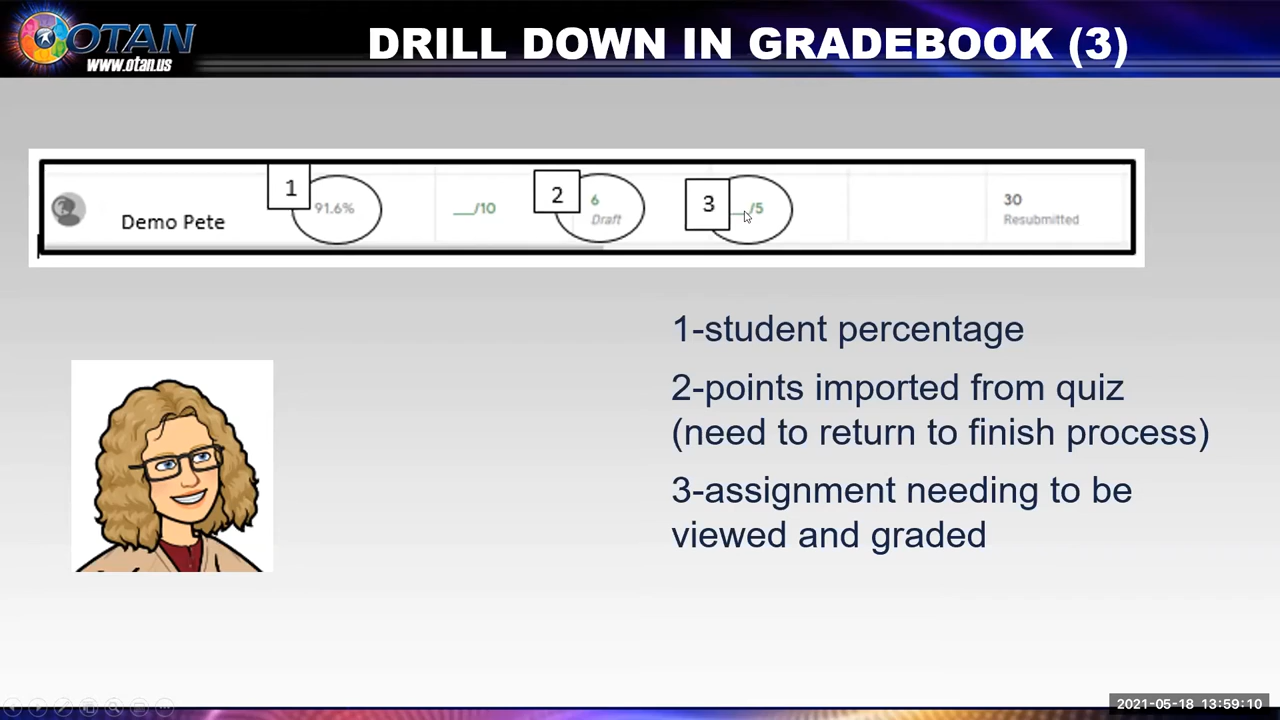 OTAN
www.otan.us
DRILL DOWN IN GRADEBOOK (3)
1
2
3
Demo Pete
91.6%
__/10
6
Draft
__/5
30
Resubmitted
1-student percentage
2-points imported from quiz
(need to return to finish process)
3-assignment needing to be
viewed and graded
2021-05-18 13:59:10